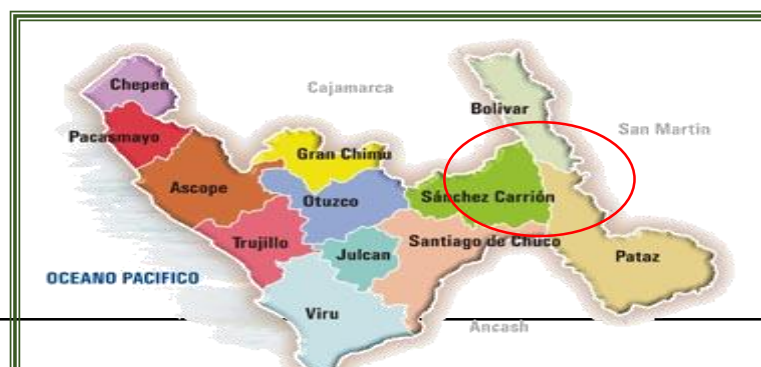 Chepen
Cajamarca
Bolivar
San Martin
Pacasmayo
Gran Chimu
Ascope
Otuzco
Sánchez Carrión
Trujillo
Julcan
Santiago de Chuco
Pataz
OCEANO PACIFICO
Viru
Ancash